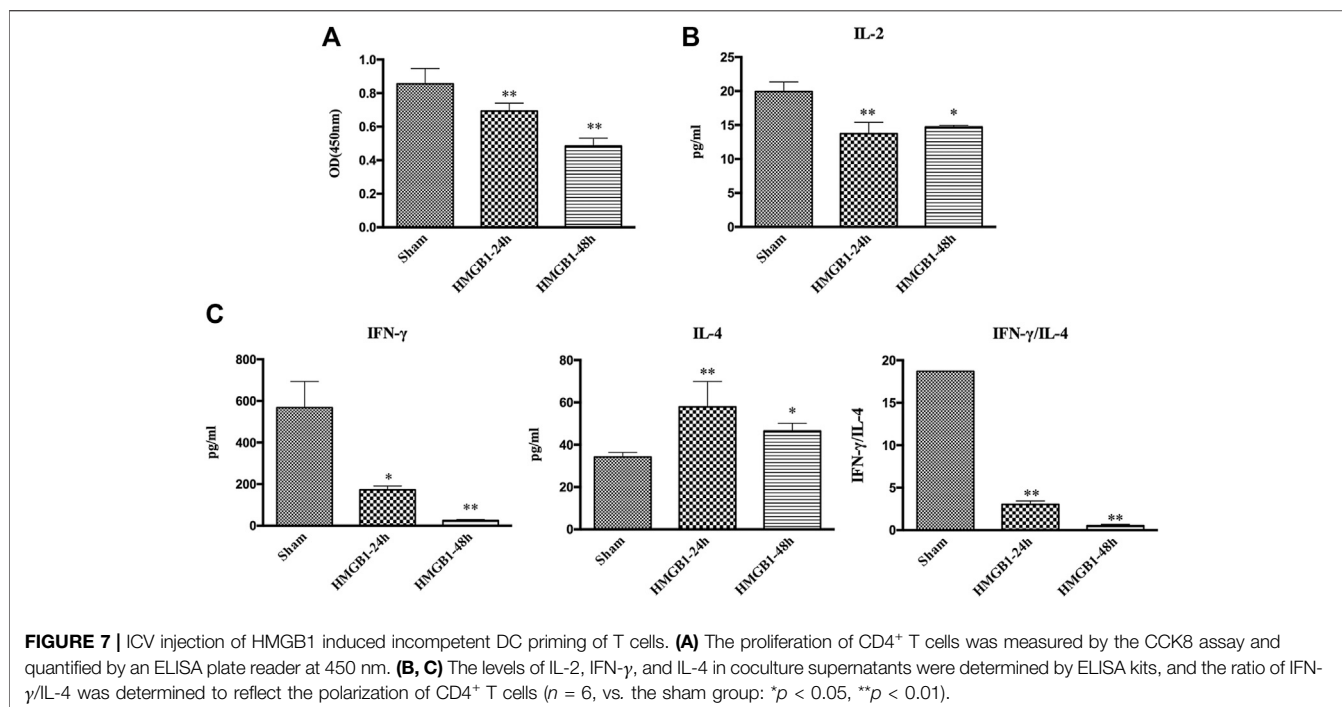 A
OD(450nm)
1.0
0.8
0.6
0.4
0.2
0.0
**
**
Sham
HMGB1-24h
HMGB1-48h
B
IL-2
pg/ml
25
20
15
10
5
0
**
*
Sham
HMGB1-24h
HMGB1-48h
C
IFN-γ
pg/ml
800
600
400
200
0
*
**
Sham
HMGB1-24h
HMGB1-48h
IL-4
pg/ml
80
60
40
20
0
**
*
Sham
HMGB1-24h
HMGB1-48h
IFN-γ/IL-4
IFN-γ/IL-4
20
15
10
5
0
**
**
Sham
HMGB1-24h
HMGB1-48h
FIGURE 7 | ICV injection of HMGB1 induced incompetent DC priming of T cells. (A) The proliferation of CD4⁺ T cells was measured by the CCK8 assay and
quantified by an ELISA plate reader at 450 nm. (B, C) The levels of IL-2, IFN-γ, and IL-4 in coculture supernatants were determined by ELISA kits, and the ratio of IFN-
γ/IL-4 was determined to reflect the polarization of CD4⁺ T cells (n = 6, vs. the sham group: *p < 0.05, **p < 0.01).